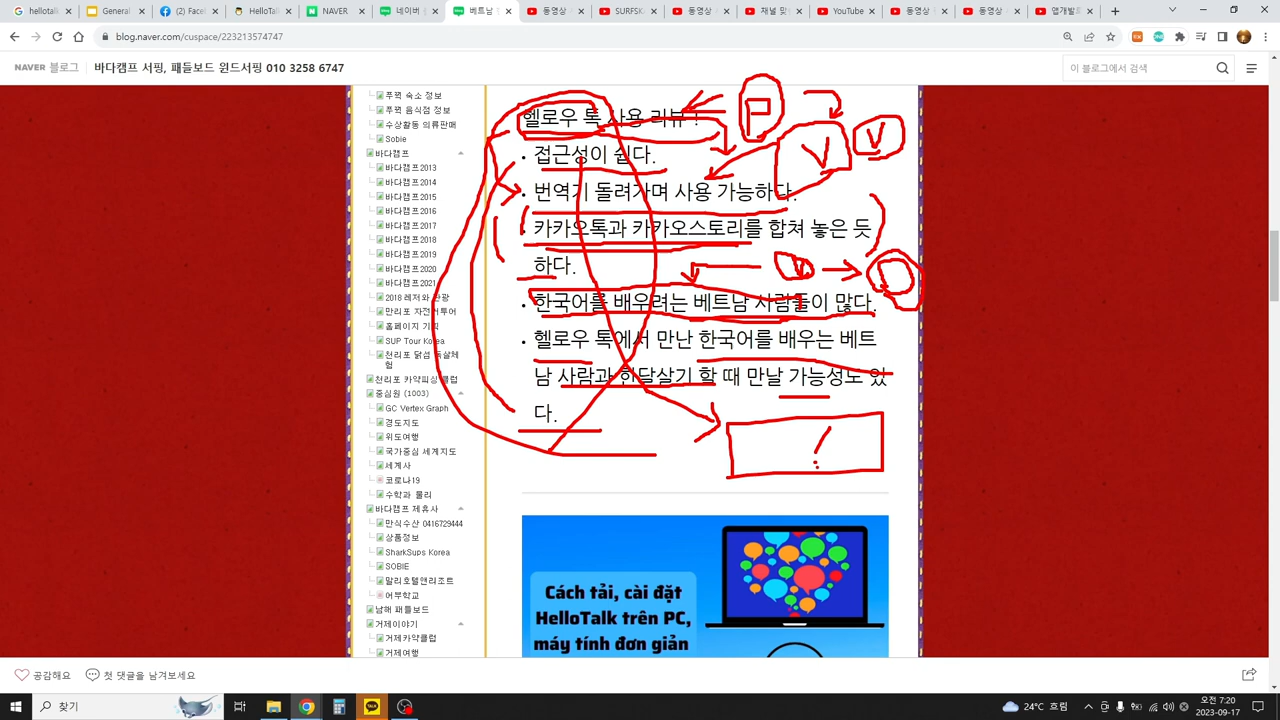 hellotalk
General
(2) Face
HelloTalk
NAVER
네이버
베트남
동영상
SURFSK
동영상
채널 맞
YouTube
동영상
동영상
앱개발
blog.naver.com/cuspace/223213574747
NAVER 블로그 바다캠프 서핑, 패들보드 윈드서핑 010 3258 6747
이 블로그에서 검색
푸꾁 숙소 정보
푸꾁 음식점 정보
수상활동 의류판매
Sobie
바다캠프
바다캠프2013
바다캠프2014
바다캠프2015
바다캠프2016
바다캠프2017
바다캠프2018
바다캠프2019
바다캠프2020
바다캠프2021
2018 레저와 관광
만리포 자전거투어
홈페이지 기획
SUP Tour Korea
천리포 닭섬 독살체
험
천리포 카약피싱 클럽
중심원 (1003)
GC Vertex Graph
경도지도
위도여행
국가중심 세계지도
세계사
코로나19
수학과 물리
바다캠프 제휴사
만석수산 0416729444
상품정보
SharkSups Korea
SOBIE
말리호텔앤리조트
어부학교
남해 패들보드
거제이야기
거제카약클럽
거제여행
헬로우 톡 사용 리뷰 !
• 접근성이 쉽다.
• 번역기 돌려가며 사용 가능하다.
• 카카오톡과 카카오스토리를 합쳐 놓은 듯
하다.
• 한국어를 배우려는 베트남 사람들이 많다.
• 헬로우 톡에서 만난 한국어를 배우는 베트
남 사람과 한달살기 할 때 만날 가능성도 있
다.
P
V
V
!
Cách tải, cài đặt
HelloTalk trên PC,
máy tính đơn giản
공감해요
첫 댓글을 남겨보세요
찾기
TALK
24°C 흐림
오전 7:20
2023-09-17